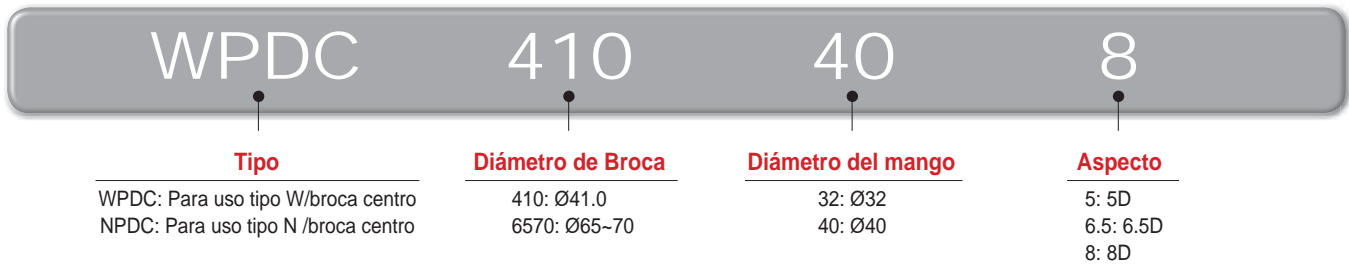 WPDC 410 40 8
Tipo Diámetro de Broca Diámetro del mango Aspecto
WPDC: Para uso tipo W/broca centro 410: Ø41.0 32: Ø32 5: 5D
NPDC: Para uso tipo N /broca centro 6570: Ø65~70 40: Ø40 6.5: 6.5D
8: 8D